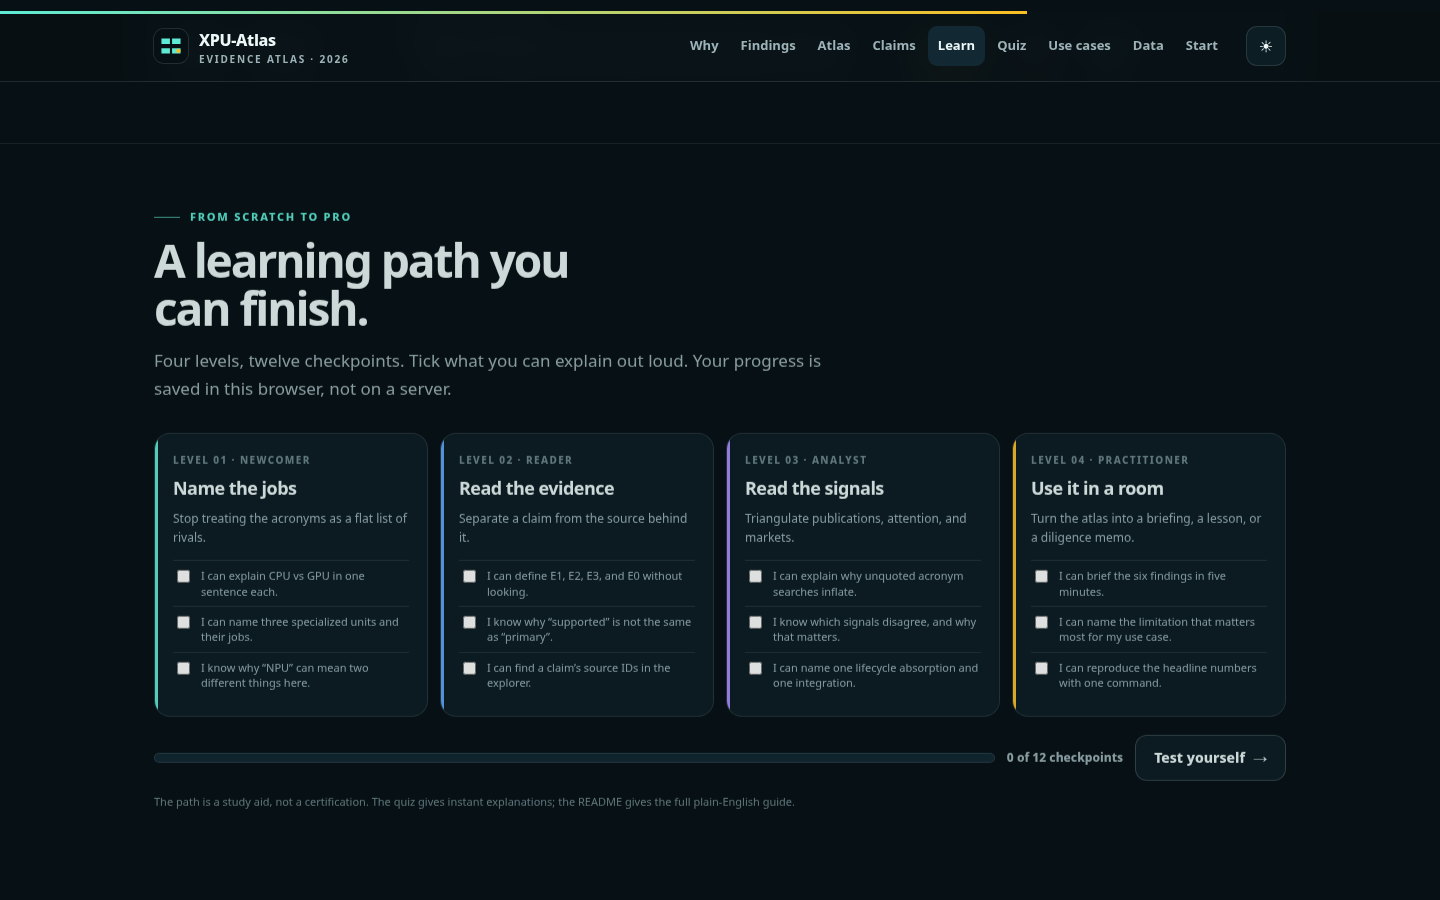 XPU-Atlas
EVIDENCE ATLAS · 2026
Why
Findings
Atlas
Claims
Learn
Quiz
Use cases
Data
Start
FROM SCRATCH TO PRO
A learning path you
can finish.
Four levels, twelve checkpoints. Tick what you can explain out loud. Your progress is
saved in this browser, not on a server.
LEVEL 01 · NEWCOMER
Name the jobs
Stop treating the acronyms as a flat list of
rivals.
I can explain CPU vs GPU in one
sentence each.
I can name three specialized units and
their jobs.
I know why “NPU” can mean two
different things here.
LEVEL 02 · READER
Read the evidence
Separate a claim from the source behind
it.
I can define E1, E2, E3, and E0 without
looking.
I know why “supported” is not the same
as “primary”.
I can find a claim’s source IDs in the
explorer.
LEVEL 03 · ANALYST
Read the signals
Triangulate publications, attention, and
markets.
I can explain why unquoted acronym
searches inflate.
I know which signals disagree, and why
that matters.
I can name one lifecycle absorption and
one integration.
LEVEL 04 · PRACTITIONER
Use it in a room
Turn the atlas into a briefing, a lesson, or
a diligence memo.
I can brief the six findings in five
minutes.
I can name the limitation that matters
most for my use case.
I can reproduce the headline numbers
with one command.
0 of 12 checkpoints
Test yourself →
The path is a study aid, not a certification. The quiz gives instant explanations; the README gives the full plain-English guide.